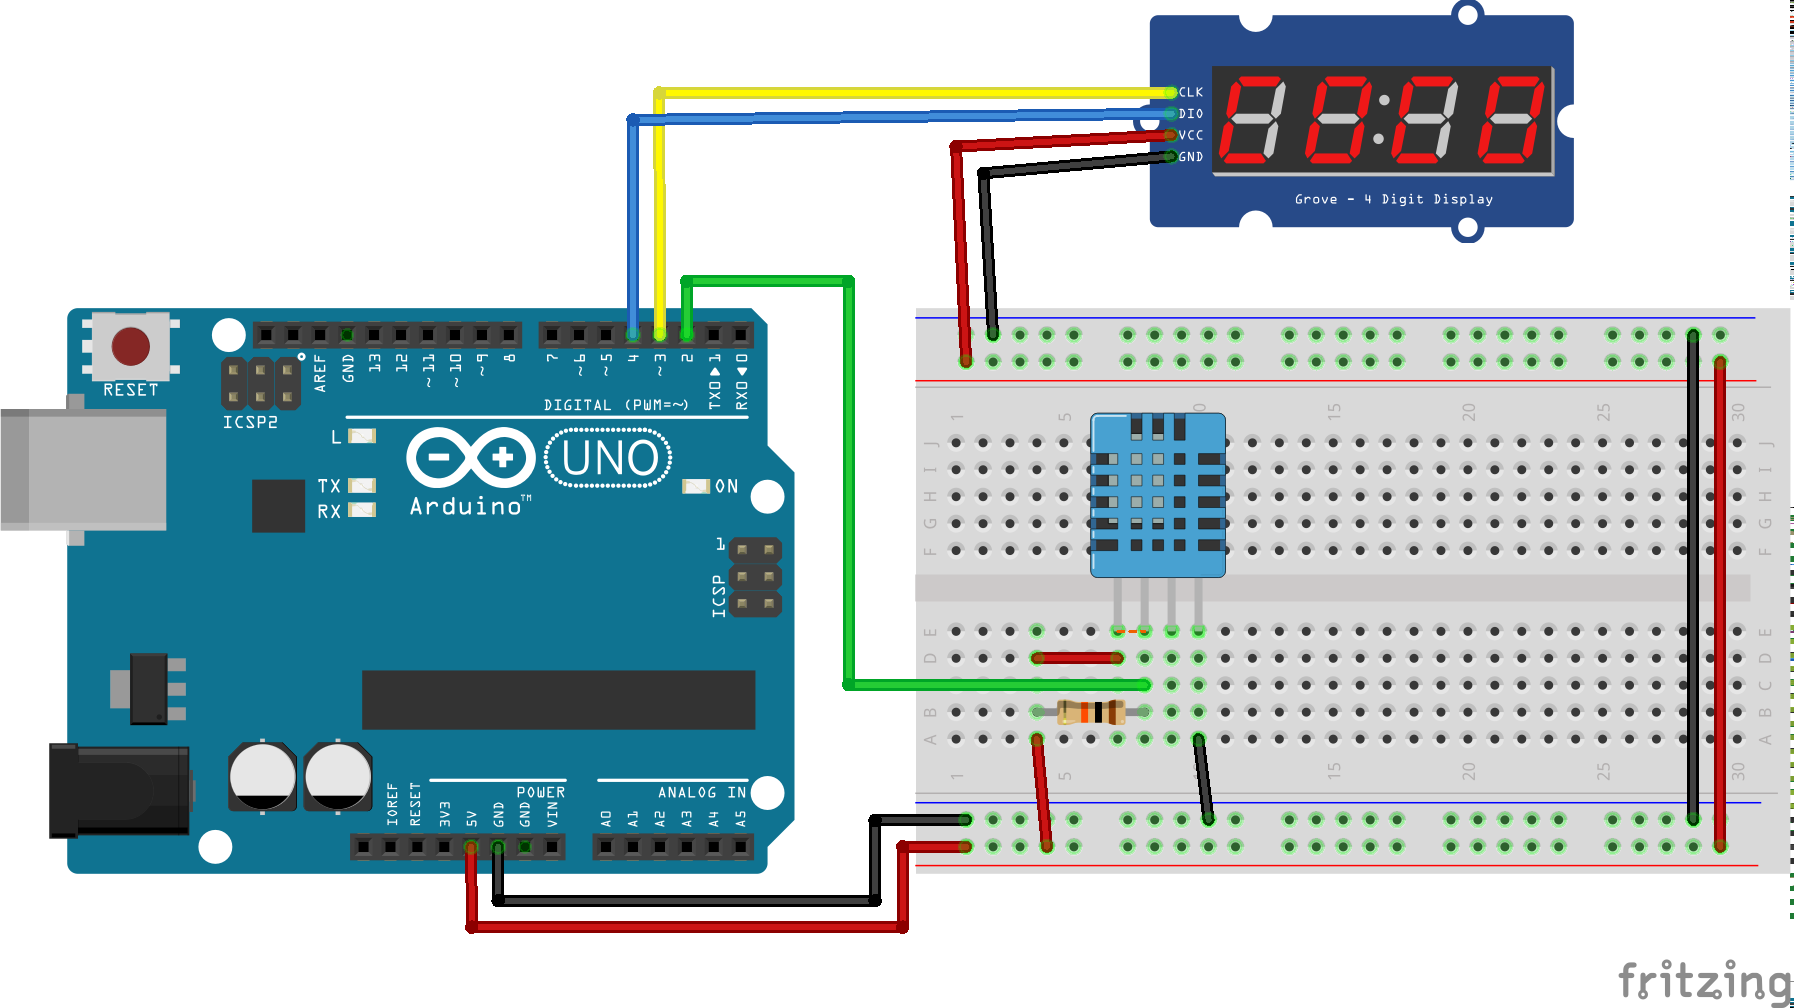 CLK
DIO
VCC
GND
Grove - 4 Digit Display
RESET
ICSP2
AREF
GND
13
12
~11
~10
~9
8
7
~6
~5
4
~3
2
TX0 ▶ 1
RX0 ◀ 0
DIGITAL (PWM=~)
L
TX
RX
UNO
Arduino™
ON
1
ICSP
IOREF
RESET
3V3
5V
GND
GND
VIN
POWER
ANALOG IN
A0
A1
A2
A3
A4
A5
1
5
0
15
20
25
30
J
I
H
G
F
J
I
H
G
F
E
D
C
B
A
E
D
C
B
A
1
5
15
20
25
30
fritzing